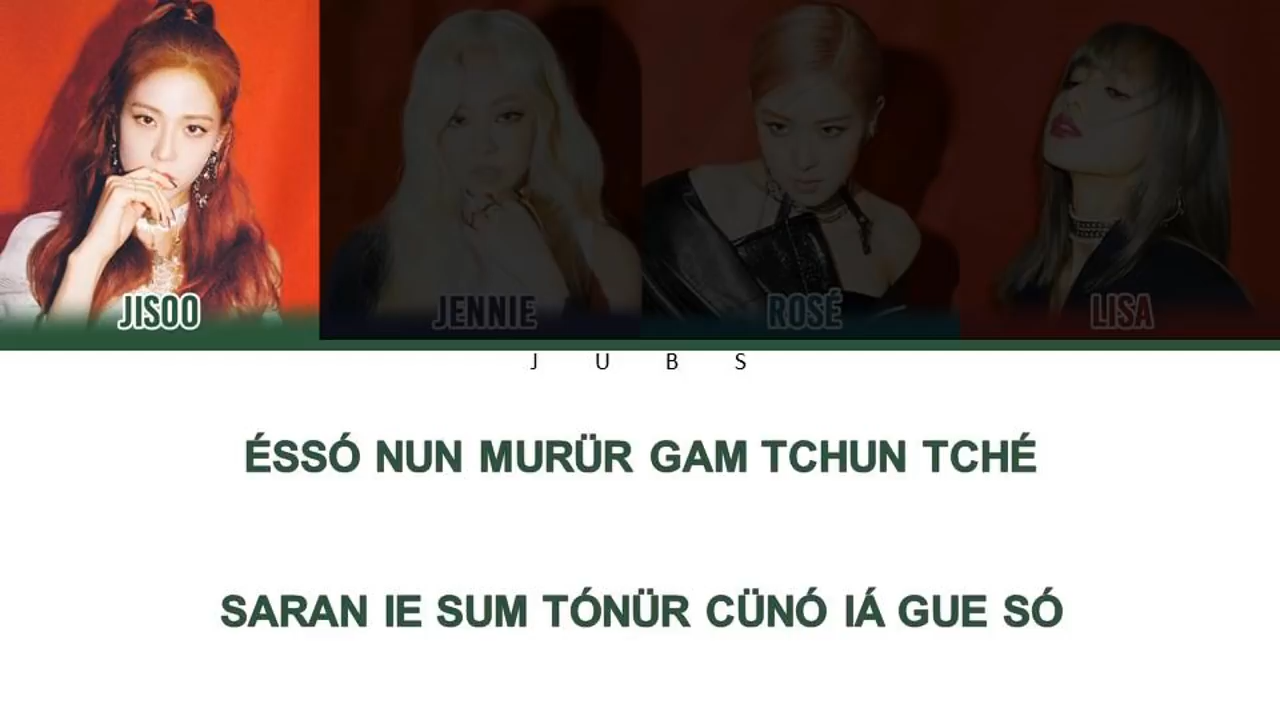 JISOO JENNIE ROSÉ LISA
J U B S
ÉSSÓ NUN MURÜR GAM TCHUN TCHÉ
SARAN IE SUM TÓNÜR CÜNÓ IÁ GUE SÓ